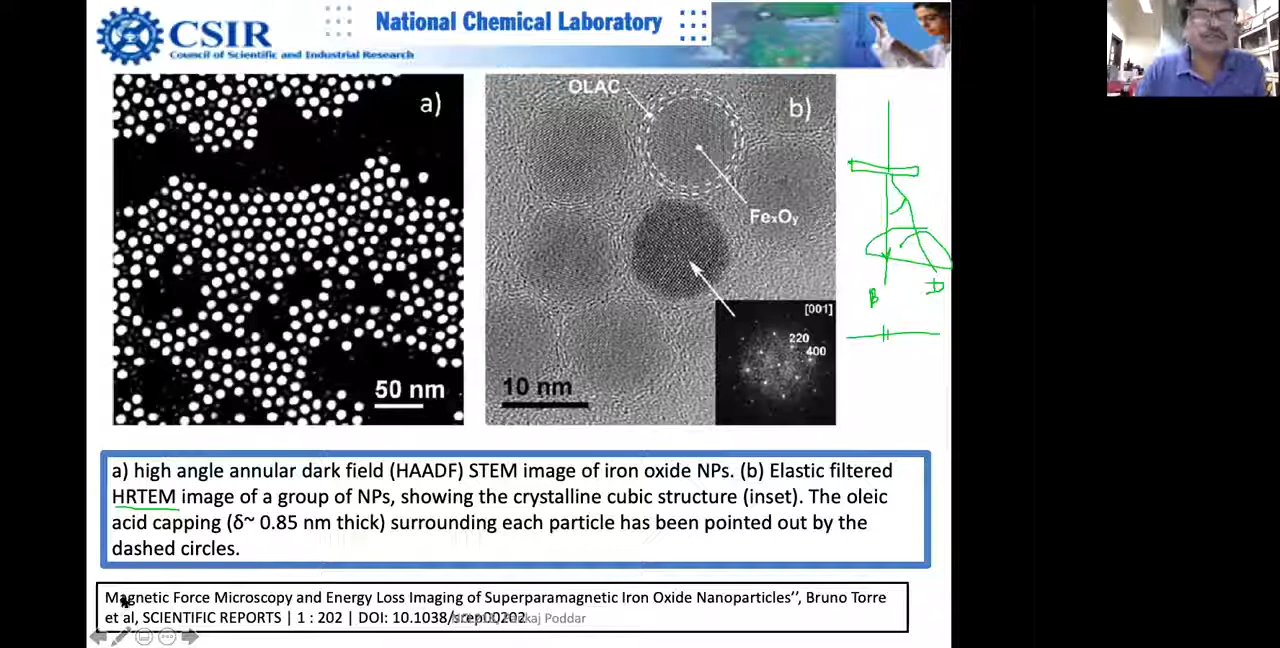 CSIR
Council of Scientific and Industrial Research
National Chemical Laboratory
a)
50 nm
OLAC
b)
FexOy
10 nm
[001]
220
400
B
D
a) high angle annular dark field (HAADF) STEM image of iron oxide NPs. (b) Elastic filtered
HRTEM image of a group of NPs, showing the crystalline cubic structure (inset). The oleic
acid capping (δ~ 0.85 nm thick) surrounding each particle has been pointed out by the
dashed circles.
Magnetic Force Microscopy and Energy Loss Imaging of Superparamagnetic Iron Oxide Nanoparticles’’, Bruno Torre
et al, SCIENTIFIC REPORTS | 1 : 202 | DOI: 10.1038/srep00202
Poddar